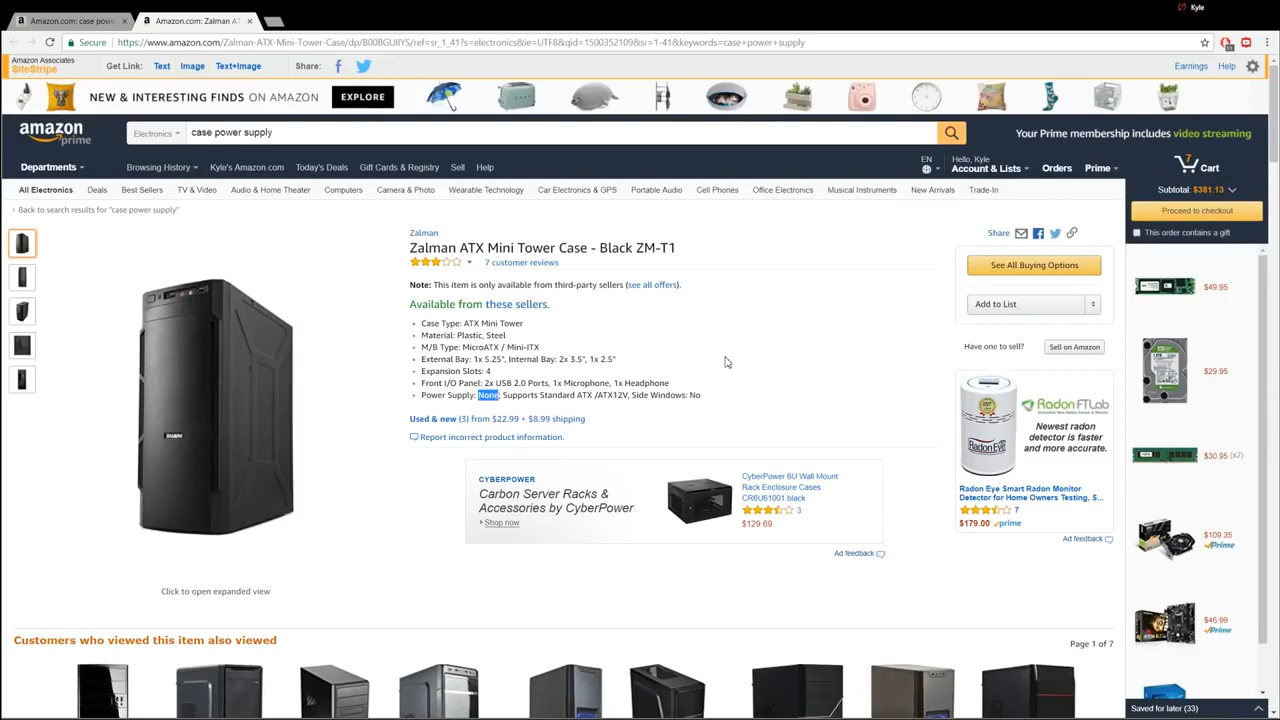 Kyle
Amazon.com: case powe
Amazon.com: Zalman AT
Secure
https://www.amazon.com/Zalman-ATX-Mini-Tower-Case/dp/B00BGUIIYS/ref=sr_1_41?s=electronics&ie=UTF8&qid=1500352109&sr=1-41&keywords=case+power+supply
Amazon Associates
SiteStripe
Get Link: Text Image Text+Image Share:
Earnings Help
NEW & INTERESTING FINDS ON AMAZON EXPLORE
amazon
prime
Electronics
case power supply
Your Prime membership includes video streaming
Departments
Browsing History Kyle's Amazon.com Today's Deals Gift Cards & Registry Sell Help
EN
Hello, Kyle
Account & Lists Orders Prime
7
Cart
All Electronics Deals Best Sellers TV & Video Audio & Home Theater Computers Camera & Photo Wearable Technology Car Electronics & GPS Portable Audio Cell Phones Office Electronics Musical Instruments New Arrivals Trade-In
Subtotal: $381.13
Proceed to checkout
This order contains a gift
Back to search results for "case power supply"
Zalman
Zalman ATX Mini Tower Case - Black ZM-T1
7 customer reviews
Note: This item is only available from third-party sellers (see all offers).
Available from these sellers.
Case Type: ATX Mini Tower
Material: Plastic, Steel
M/B Type: MicroATX / Mini-ITX
External Bay: 1x 5.25", Internal Bay: 2x 3.5", 1x 2.5"
Expansion Slots: 4
Front I/O Panel: 2x USB 2.0 Ports, 1x Microphone, 1x Headphone
Power Supply: None- Supports Standard ATX /ATX12V, Side Windows: No
Used & new (3) from $22.99 + $8.99 shipping
Report incorrect product information.
ZALMAN
Click to open expanded view
CYBERPOWER
Carbon Server Racks &
Accessories by CyberPower
Shop now
CyberPower 6U Wall Mount
Rack Enclosure Cases
CR6U61001 black
3
$129.69
Ad feedback
Share
See All Buying Options
Add to List
Have one to sell?
Sell on Amazon
RadonFTLab
Newest radon
detector is faster
and more accurate.
RadonEye
Radon Eye Smart Radon Monitor
Detector for Home Owners Testing, S...
7
$179.00 prime
Ad feedback
$49.95
$29.95
$30.95 (x2)
$109.35
Prime
$46.99
Prime
Saved for later (33)
Customers who viewed this item also viewed
Page 1 of 7